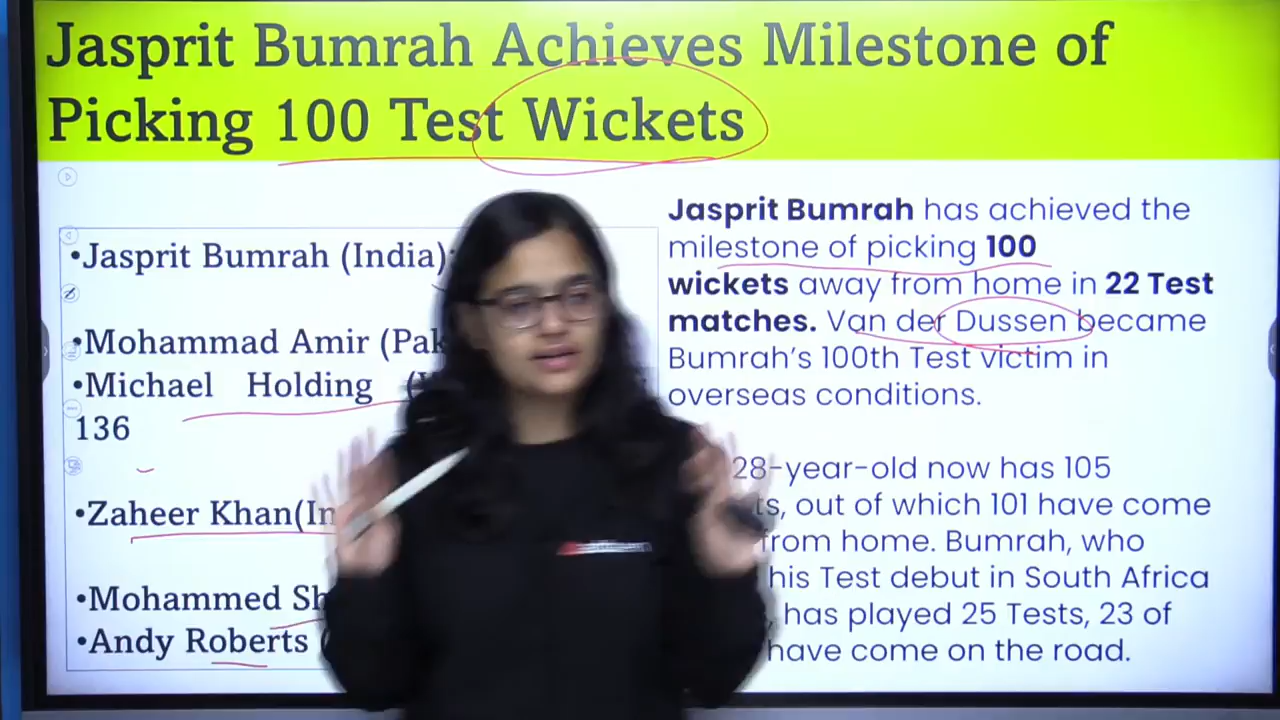 Jasprit Bumrah Achieves Milestone of
Picking 100 Test Wickets
•Jasprit Bumrah (India)
•Mohammad Amir
•Michael Holding
136
•Zaheer Khan
•Mohammed
•Andy Roberts
Jasprit Bumrah has achieved the
milestone of picking 100
wickets away from home in 22 Test
matches. Van der Dussen became
Bumrah's 100th Test victim in
overseas conditions.
28-year-old now has 105
out of which 101 have come
from home. Bumrah, who
his Test debut in South Africa
has played 25 Tests, 23 of
have come on the road.